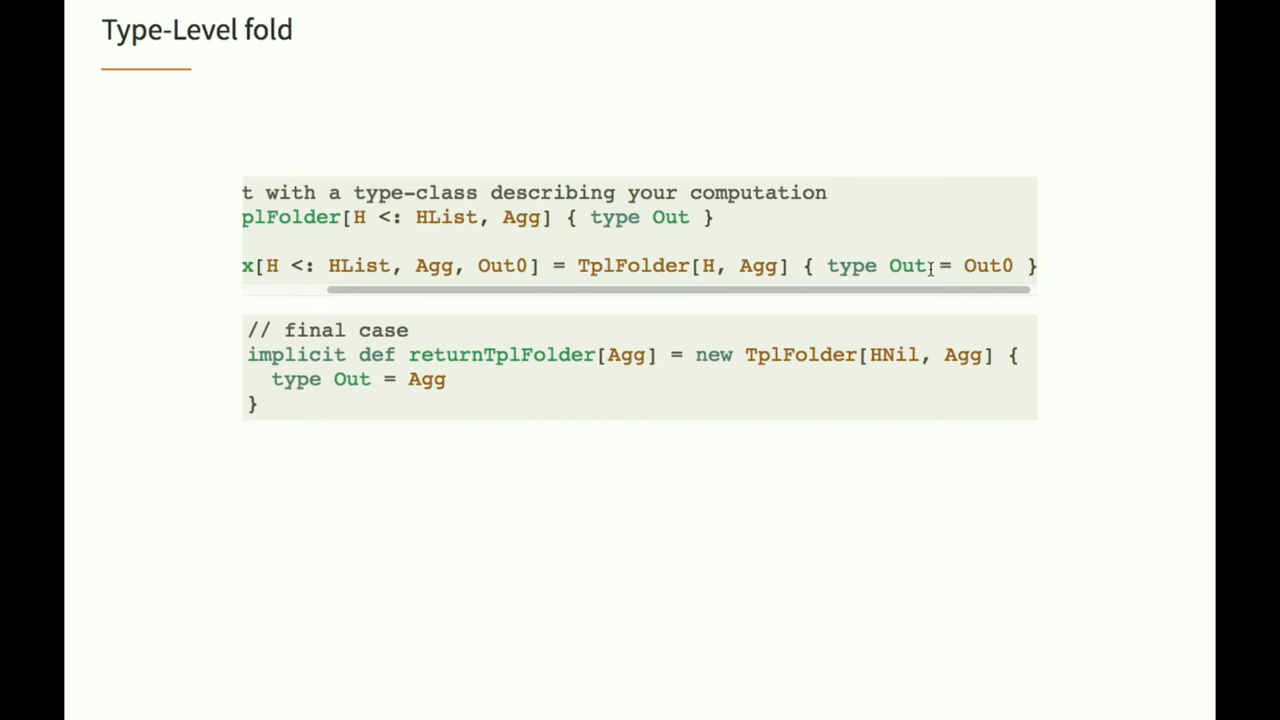 Type-Level fold
t with a type-class describing your computation
plFolder[H <: HList, Agg] { type Out }
x[H <: HList, Agg, Out0] = TplFolder[H, Agg] { type Out = Out0 }
// final case
implicit def returnTplFolder[Agg] = new TplFolder[HNil, Agg] {
  type Out = Agg
}